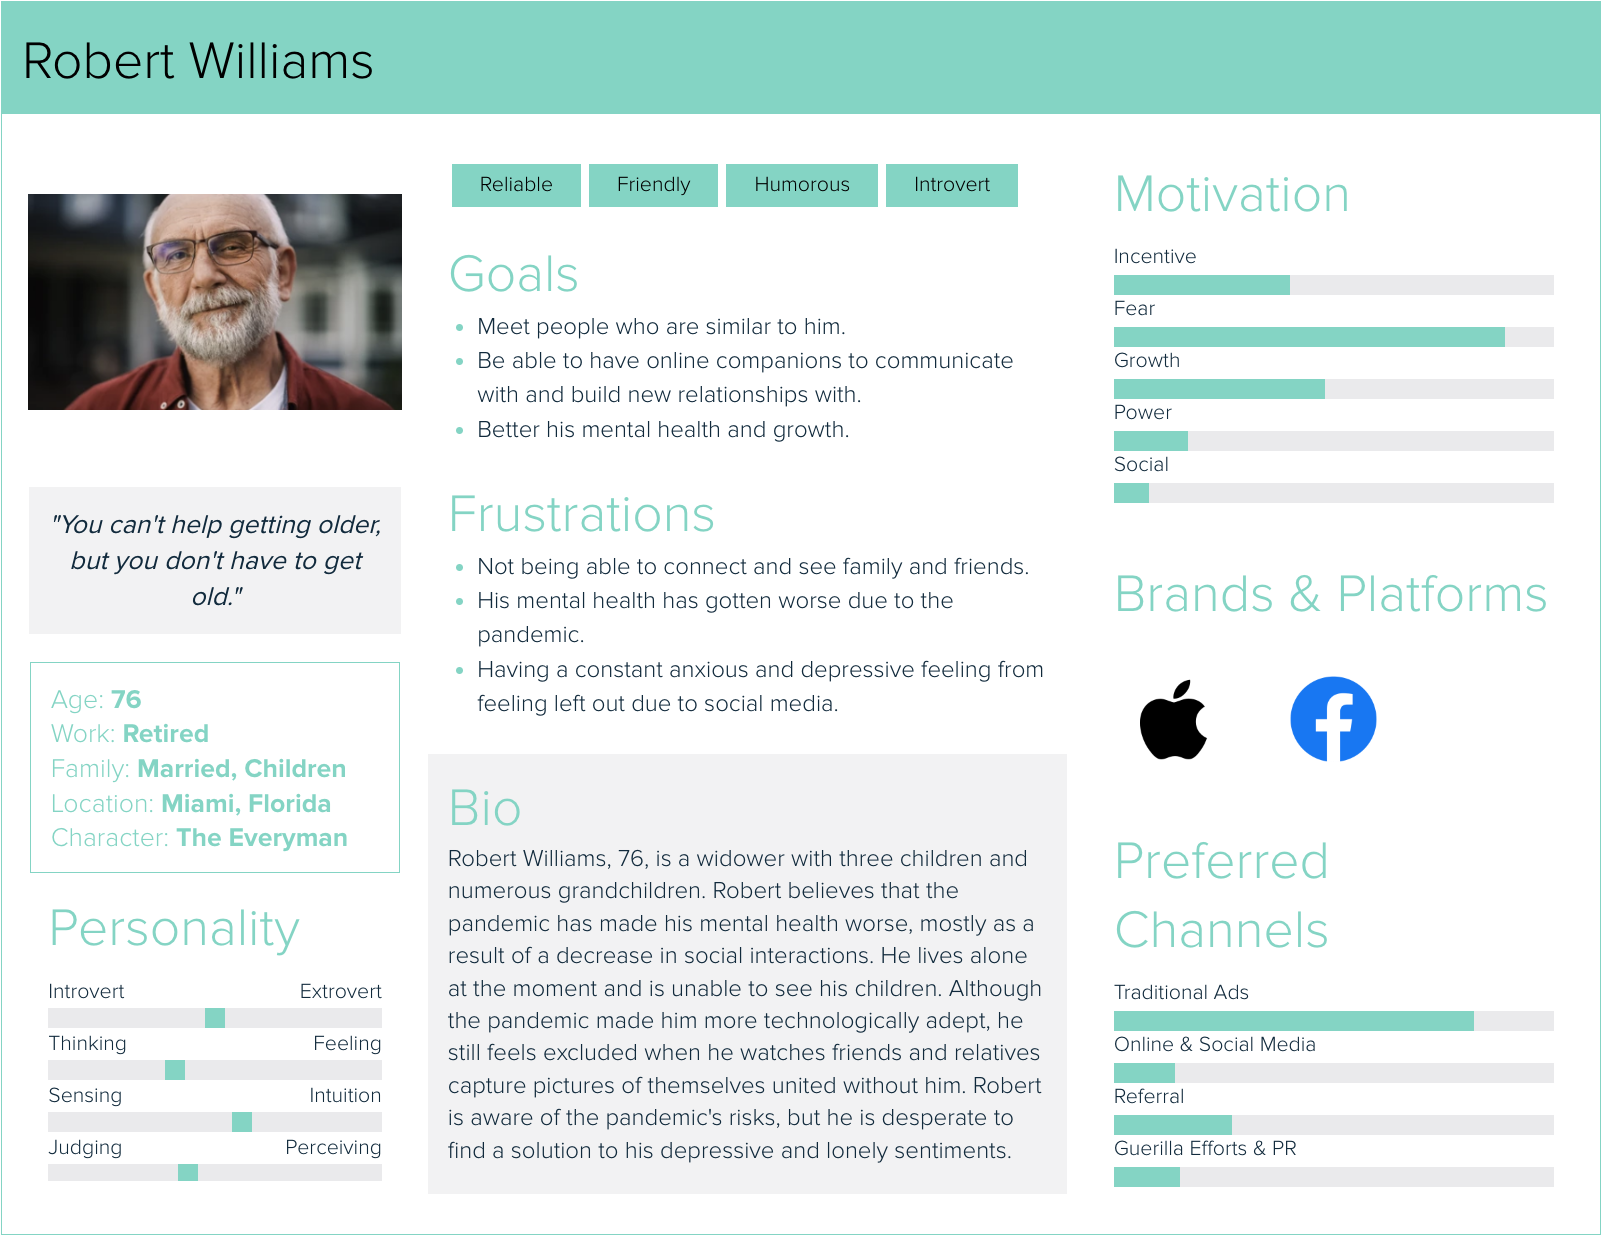 Robert Williams
"You can't help getting older,
but you don't have to get
old."
Age: 76
Work: Retired
Family: Married, Children
Location: Miami, Florida
Character: The Everyman
Personality
Introvert Extrovert
Thinking Feeling
Sensing Intuition
Judging Perceiving
Reliable Friendly Humorous Introvert
Goals
Meet people who are similar to him.
Be able to have online companions to communicate
with and build new relationships with.
Better his mental health and growth.
Frustrations
Not being able to connect and see family and friends.
His mental health has gotten worse due to the
pandemic.
Having a constant anxious and depressive feeling from
feeling left out due to social media.
Bio
Robert Williams, 76, is a widower with three children and
numerous grandchildren. Robert believes that the
pandemic has made his mental health worse, mostly as a
result of a decrease in social interactions. He lives alone
at the moment and is unable to see his children. Although
the pandemic made him more technologically adept, he
still feels excluded when he watches friends and relatives
capture pictures of themselves united without him. Robert
is aware of the pandemic's risks, but he is desperate to
find a solution to his depressive and lonely sentiments.
Motivation
Incentive
Fear
Growth
Power
Social
Brands & Platforms
Preferred
Channels
Traditional Ads
Online & Social Media
Referral
Guerilla Efforts & PR